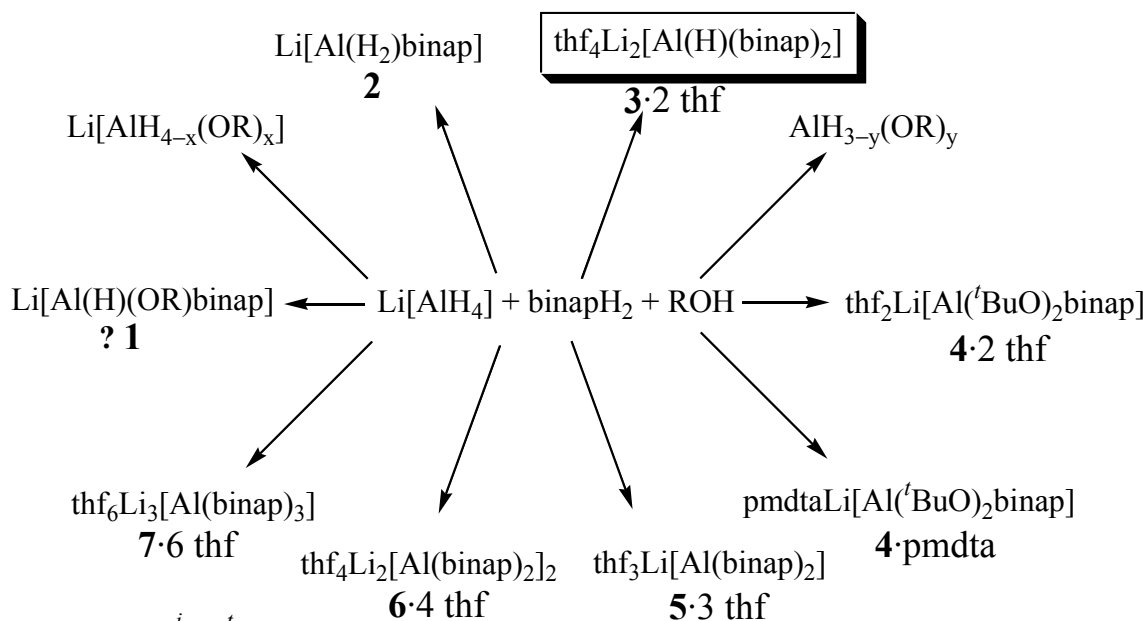 Li[Al(H₂)binap]
2
thf₄Li₂[Al(H)(binap)₂]
3·2 thf
Li[AlH₄₋ₓ(OR)ₓ]
AlH₃₋ᵧ(OR)ᵧ
Li[Al(H)(OR)binap]
? 1
Li[AlH₄] + binapH₂ + ROH
thf₂Li[Al(ᵗBuO)₂binap]
4·2 thf
thf₆Li₃[Al(binap)₃]
7·6 thf
thf₄Li₂[Al(binap)₂]₂
6·4 thf
thf₃Li[Al(binap)₂]
5·3 thf
pmdtaLi[Al(ᵗBuO)₂binap]
4·pmdta